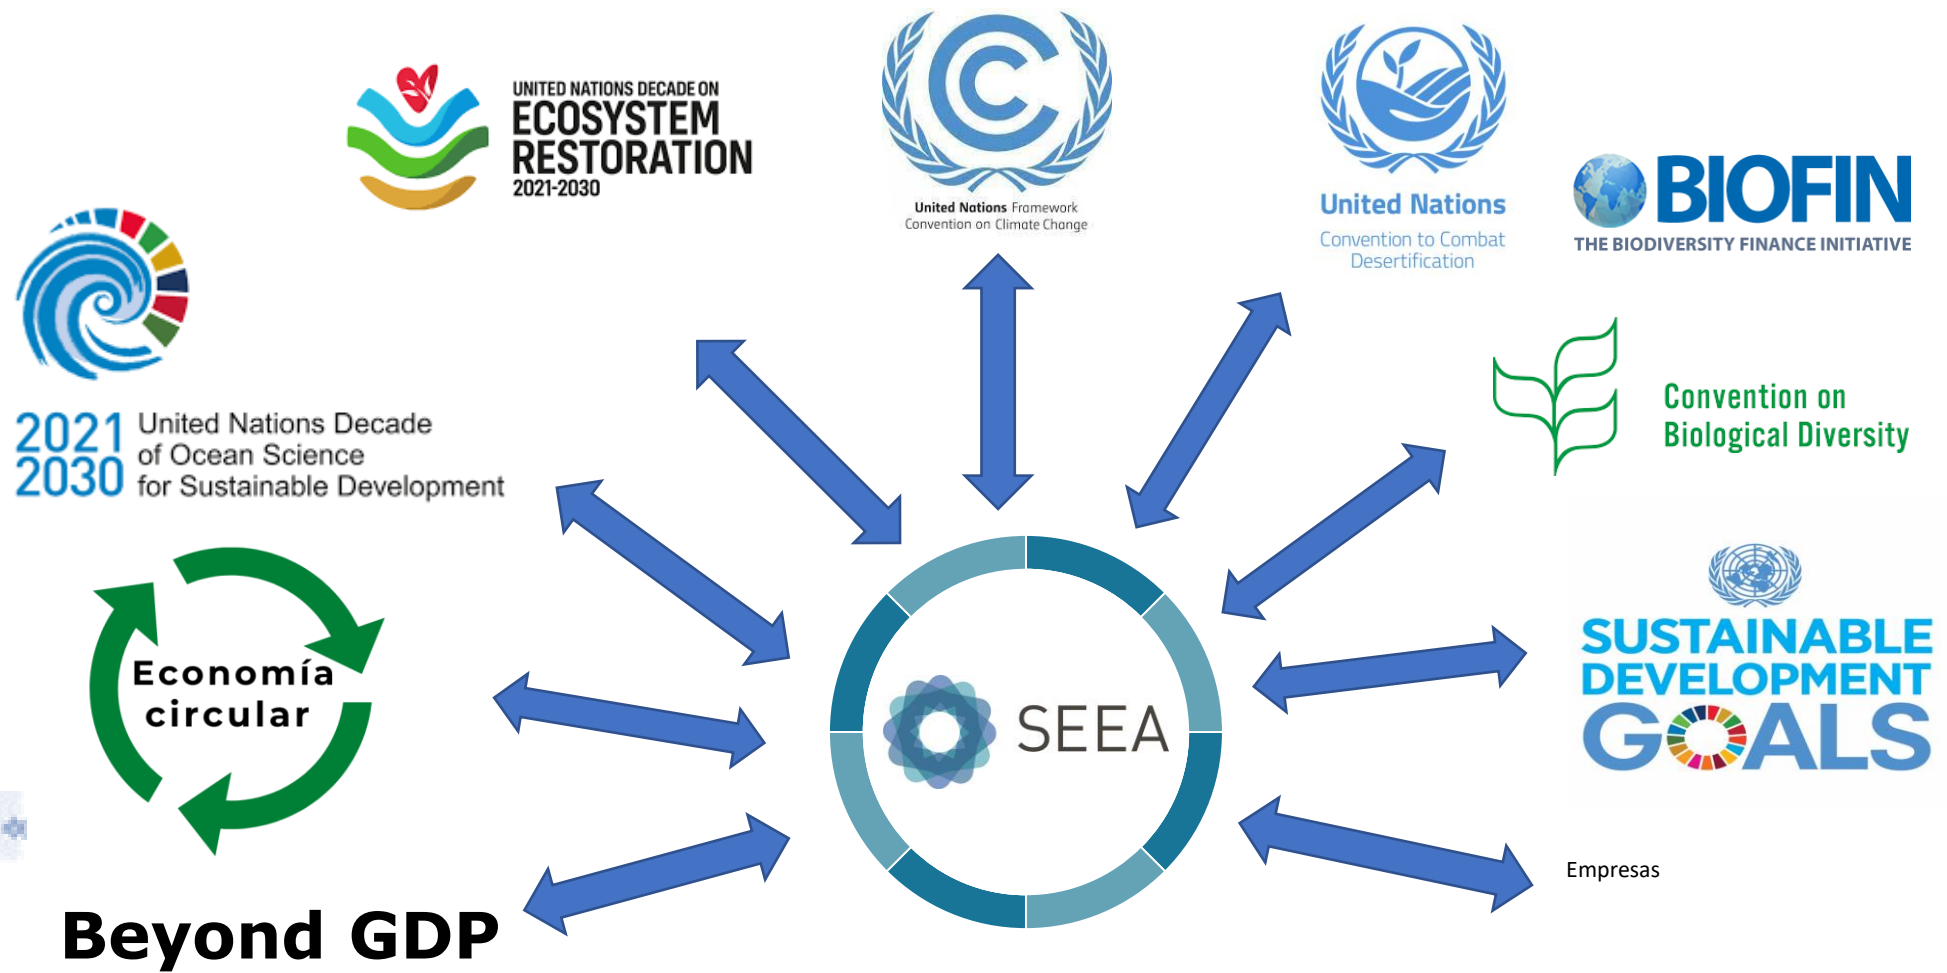 UNITED NATIONS DECADE ON
ECOSYSTEM
RESTORATION
2021-2030
United Nations Framework
Convention on Climate Change
United Nations
Convention to Combat
Desertification
BIOFIN
THE BIODIVERSITY FINANCE INITIATIVE
2021
2030
United Nations Decade
of Ocean Science
for Sustainable Development
Convention on
Biological Diversity
Economía
circular
SEEA
SUSTAINABLE
DEVELOPMENT
GOALS
Empresas
Beyond GDP